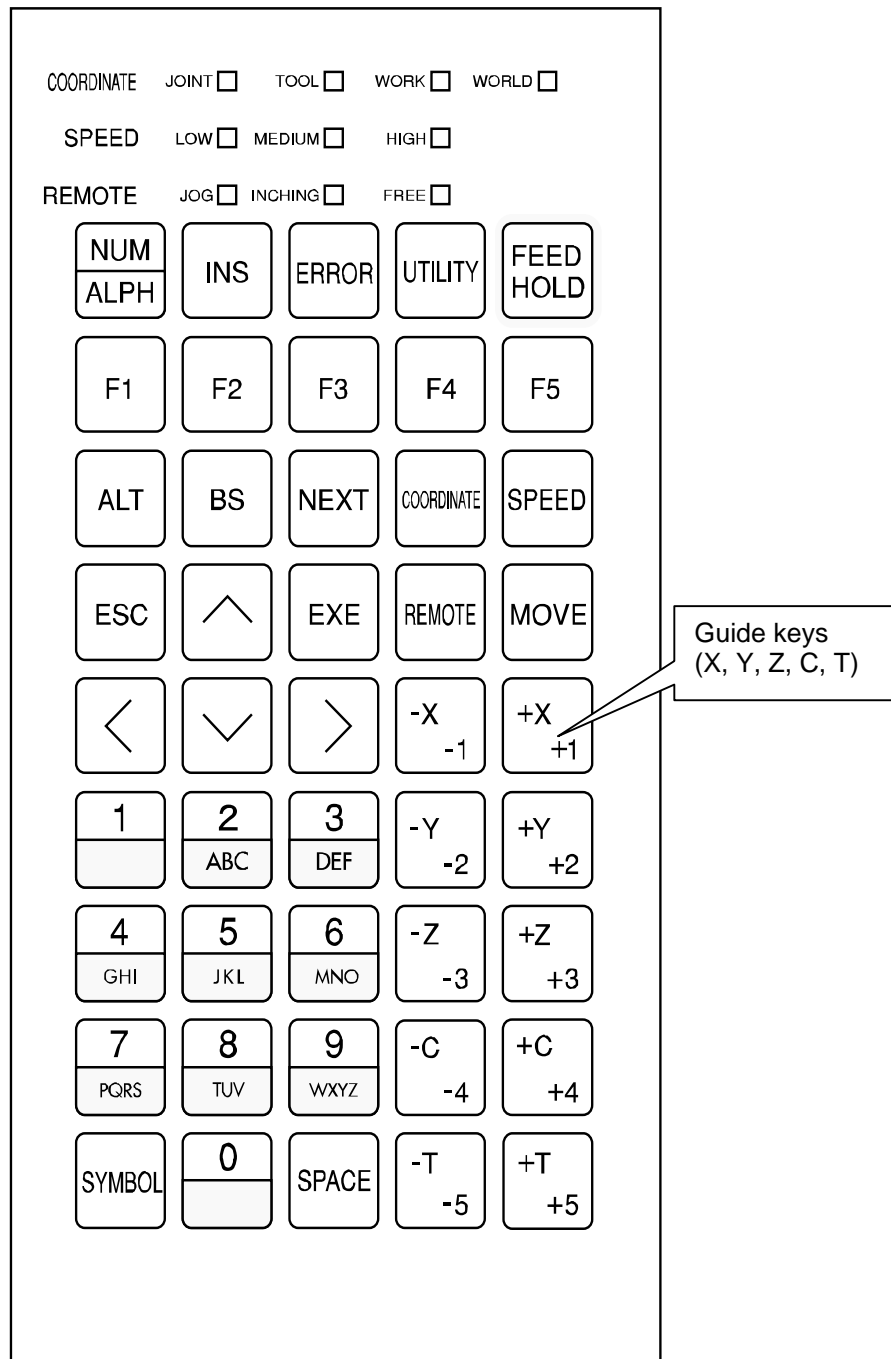 COORDINATE JOINT TOOL WORK WORLD
SPEED LOW MEDIUM HIGH
REMOTE JOG INCHING FREE
NUM
ALPH
INS
ERROR
UTILITY
FEED
HOLD
F1 F2 F3 F4 F5
ALT BS NEXT COORDINATE SPEED
ESC EXE REMOTE MOVE
Guide keys
(X, Y, Z, C, T)
-X +X
-1 +1
1 2 3 -Y +Y
ABC DEF -2 +2
4 5 6 -Z +Z
GHI JKL MNO -3 +3
7 8 9 -C +C
PQRS TUV WXYZ -4 +4
SYMBOL
0
SPACE
-T +T
-5 +5